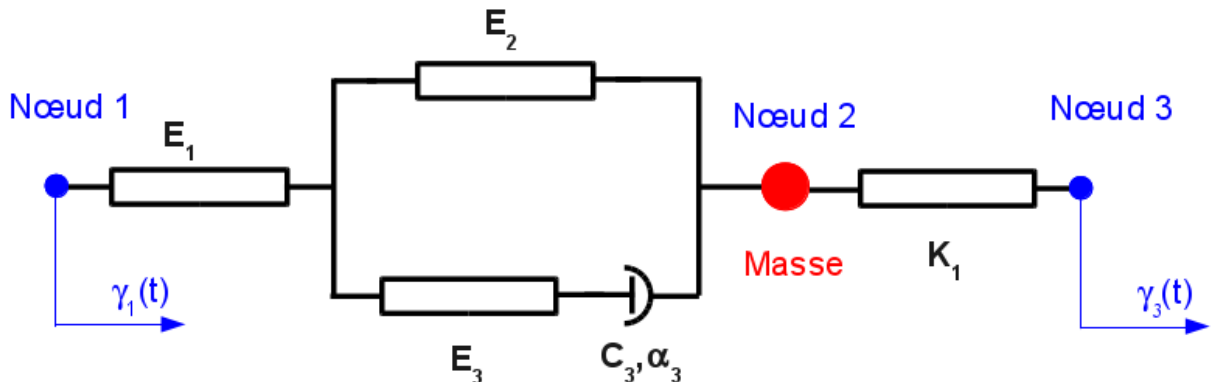 E₂
Nœud 1
Nœud 2
Nœud 3
E₁
Masse
K₁
γ₁(t)
γ₃(t)
E₃
C₃,α₃